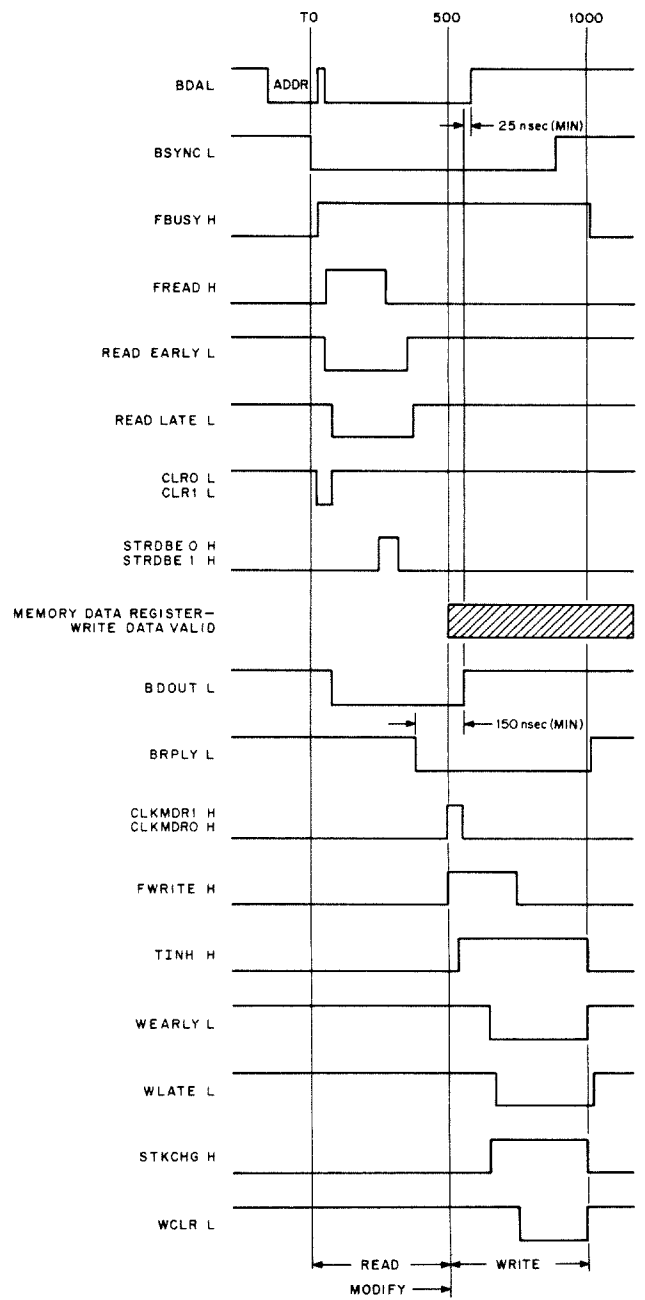 TO 500 1000
BDAL ADDR
25 nsec (MIN)
BSYNC L
FBUSY H
FREAD H
READ EARLY L
READ LATE L
CLR0 L
CLR1 L
STRDBE 0 H
STRDBE 1 H
MEMORY DATA REGISTER-
WRITE DATA VALID
BDOUT L
150 nsec (MIN)
BRPLY L
CLKMDR1 H
CLKMDR0 H
FWRITE H
TINH H
WEARLY L
WLATE L
STKCHG H
WCLR L
READ WRITE
MODIFY